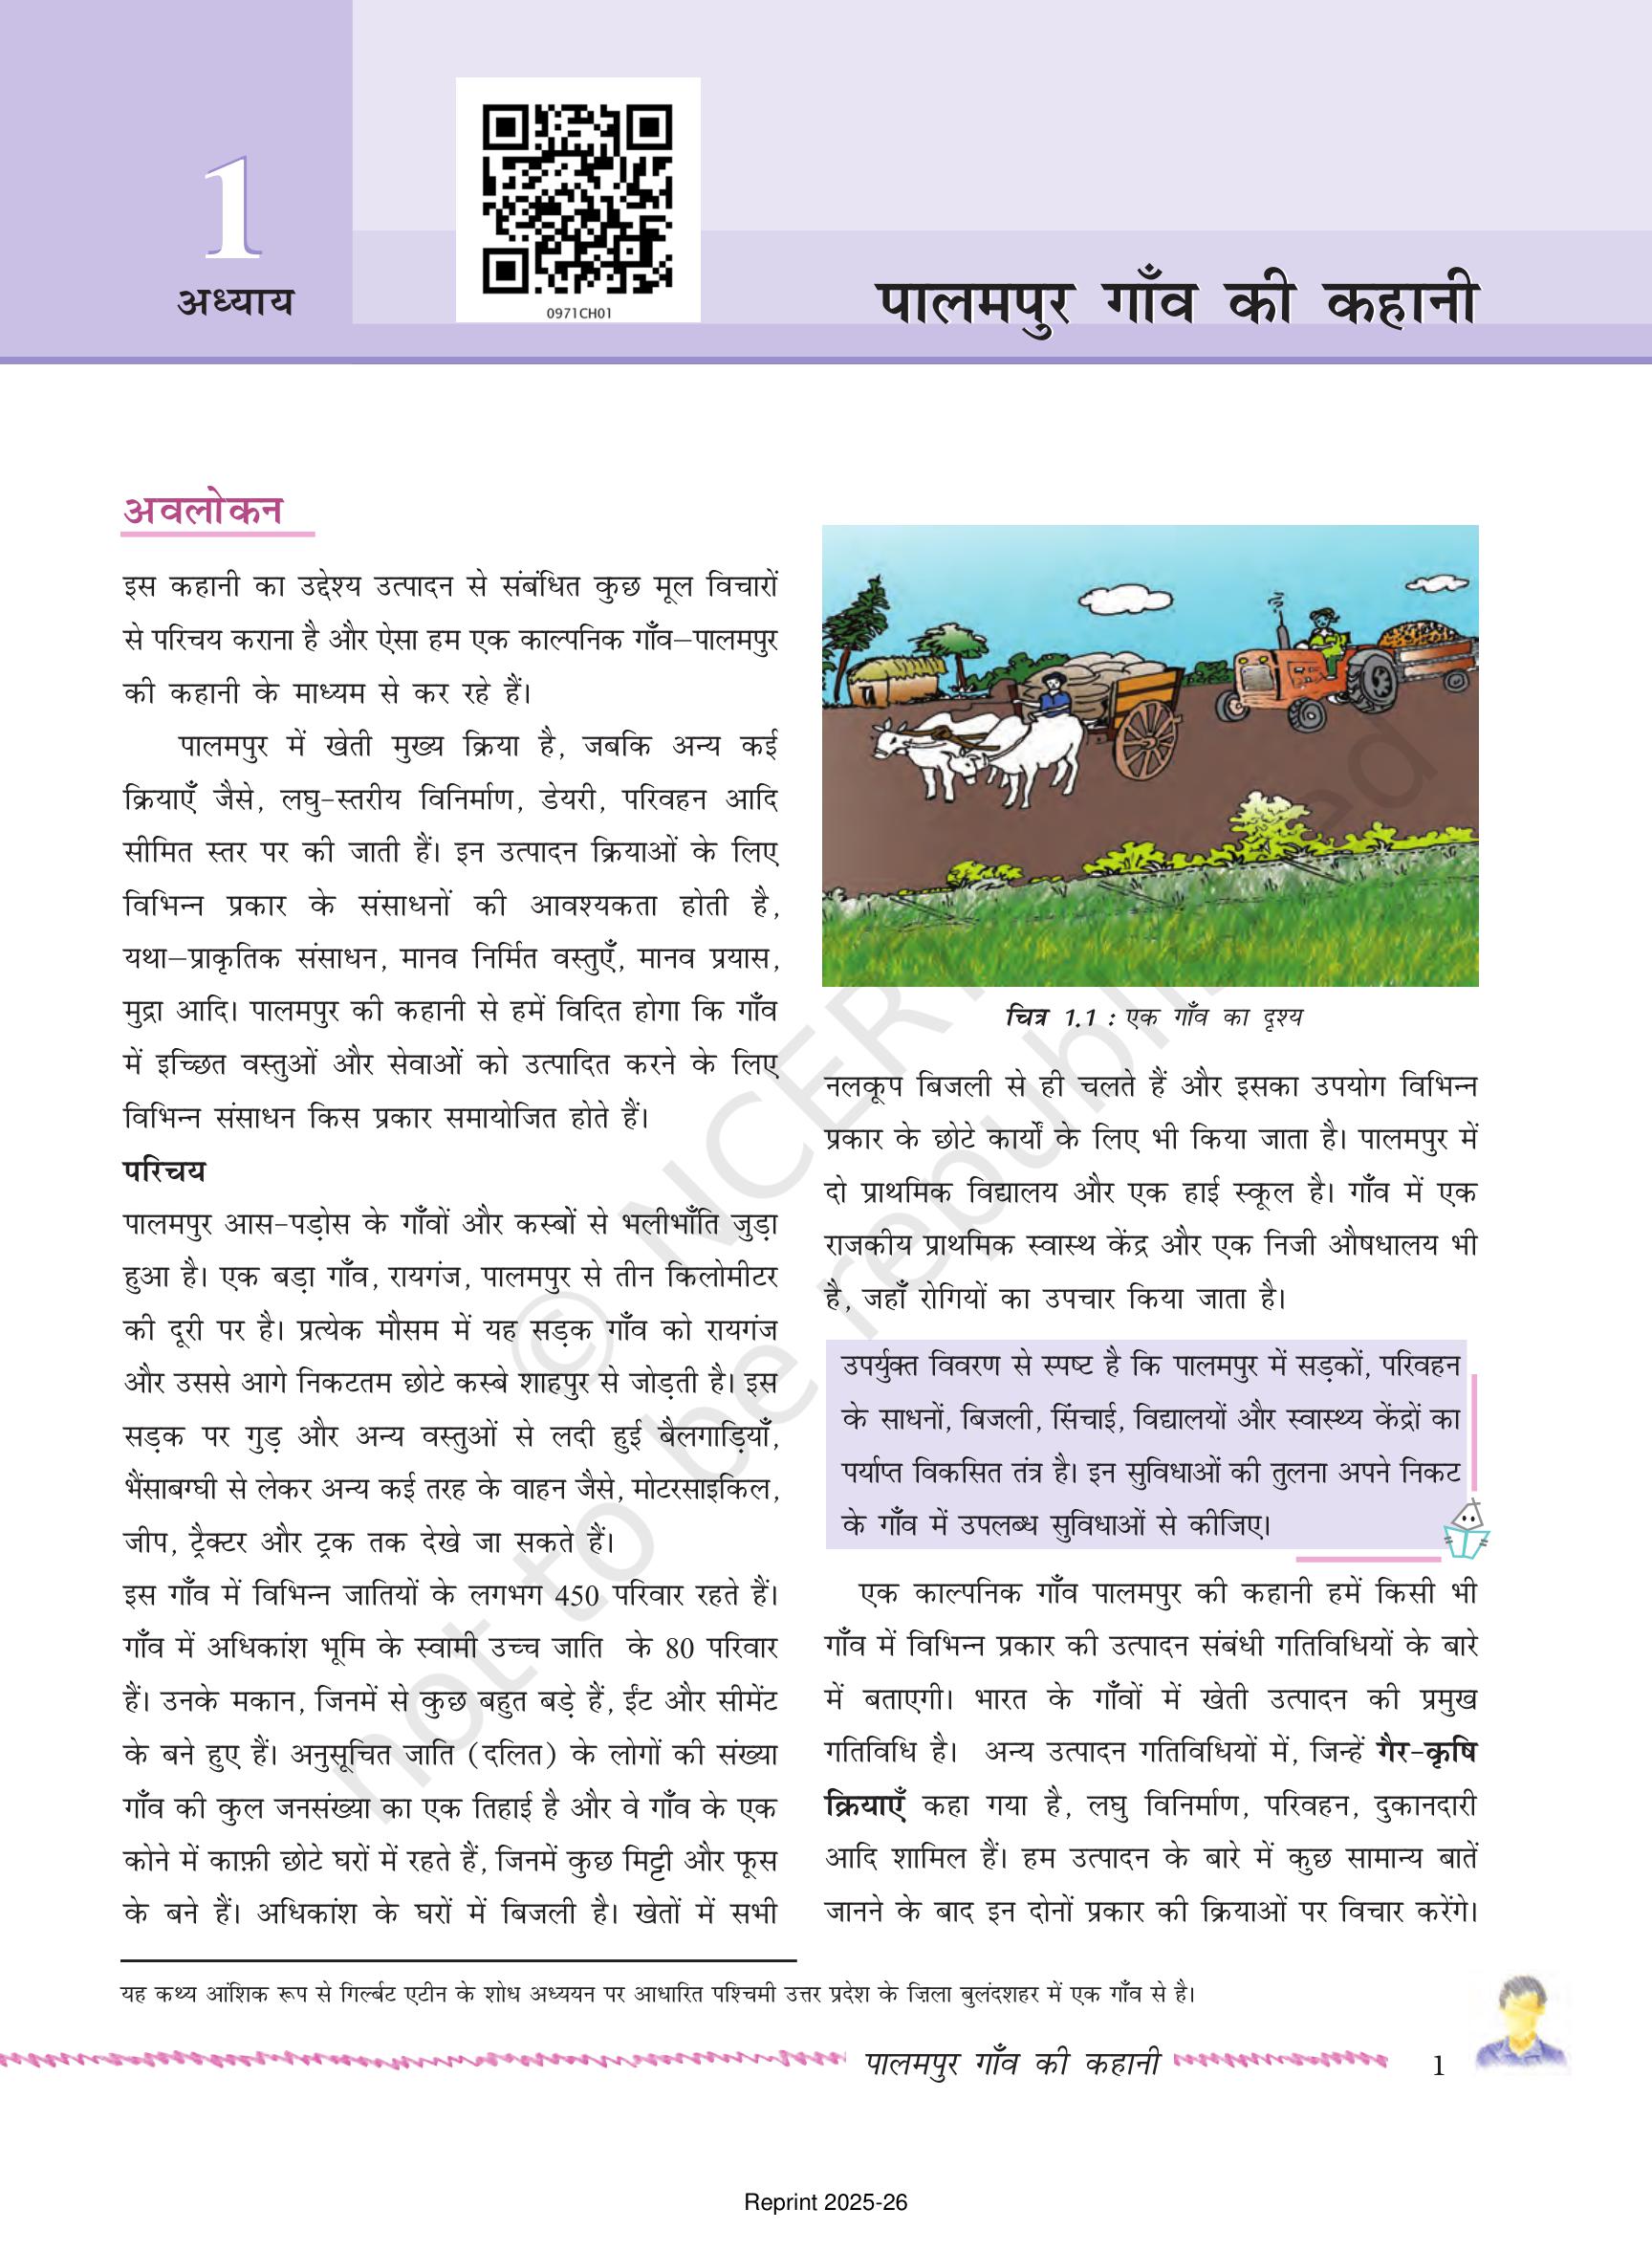 1
अध्याय
0971CH01
पालमपुर गाँव की कहानी
अवलोकन
इस कहानी का उद्देश्य उत्पादन से संबंधित कुछ मूल विचारों
से परिचय कराना है और ऐसा हम एक काल्पनिक गाँव–पालमपुर
की कहानी के माध्यम से कर रहे हैं।
पालमपुर में खेती मुख्य क्रिया है, जबकि अन्य कई
क्रियाएँ जैसे, लघु-स्तरीय विनिर्माण, डेयरी, परिवहन आदि
सीमित स्तर पर की जाती हैं। इन उत्पादन क्रियाओं के लिए
विभिन्न प्रकार के संसाधनों की आवश्यकता होती है,
यथा–प्राकृतिक संसाधन, मानव निर्मित वस्तुएँ, मानव प्रयास,
मुद्रा आदि। पालमपुर की कहानी से हमें विदित होगा कि गाँव
में इच्छित वस्तुओं और सेवाओं को उत्पादित करने के लिए
विभिन्न संसाधन किस प्रकार समायोजित होते हैं।
परिचय
पालमपुर आस-पड़ोस के गाँवों और कस्बों से भलीभाँति जुड़ा
हुआ है। एक बड़ा गाँव, रायगंज, पालमपुर से तीन किलोमीटर
की दूरी पर है। प्रत्येक मौसम में यह सड़क गाँव को रायगंज
और उससे आगे निकटतम छोटे कस्बे शाहपुर से जोड़ती है। इस
सड़क पर गुड़ और अन्य वस्तुओं से लदी हुई बैलगाड़ियाँ,
भैंसाबग्घी से लेकर अन्य कई तरह के वाहन जैसे, मोटरसाइकिल,
जीप, ट्रैक्टर और ट्रक तक देखे जा सकते हैं।
इस गाँव में विभिन्न जातियों के लगभग 450 परिवार रहते हैं।
गाँव में अधिकांश भूमि के स्वामी उच्च जाति के 80 परिवार
हैं। उनके मकान, जिनमें से कुछ बहुत बड़े हैं, ईंट और सीमेंट
के बने हुए हैं। अनुसूचित जाति (दलित) के लोगों की संख्या
गाँव की कुल जनसंख्या का एक तिहाई है और वे गाँव के एक
कोने में काफ़ी छोटे घरों में रहते हैं, जिनमें कुछ मिट्टी और फूस
के बने हैं। अधिकांश के घरों में बिजली है। खेतों में सभी
चित्र 1.1 : एक गाँव का दृश्य
नलकूप बिजली से ही चलते हैं और इसका उपयोग विभिन्न
प्रकार के छोटे कार्यों के लिए भी किया जाता है। पालमपुर में
दो प्राथमिक विद्यालय और एक हाई स्कूल है। गाँव में एक
राजकीय प्राथमिक स्वास्थ केंद्र और एक निजी औषधालय भी
है, जहाँ रोगियों का उपचार किया जाता है।
उपर्युक्त विवरण से स्पष्ट है कि पालमपुर में सड़कों, परिवहन
के साधनों, बिजली, सिंचाई, विद्यालयों और स्वास्थ्य केंद्रों का
पर्याप्त विकसित तंत्र है। इन सुविधाओं की तुलना अपने निकट
के गाँव में उपलब्ध सुविधाओं से कीजिए।
एक काल्पनिक गाँव पालमपुर की कहानी हमें किसी भी
गाँव में विभिन्न प्रकार की उत्पादन संबंधी गतिविधियों के बारे
में बताएगी। भारत के गाँवों में खेती उत्पादन की प्रमुख
गतिविधि है। अन्य उत्पादन गतिविधियों में, जिन्हें गैर-कृषि
क्रियाएँ कहा गया है, लघु विनिर्माण, परिवहन, दुकानदारी
आदि शामिल हैं। हम उत्पादन के बारे में कुछ सामान्य बातें
जानने के बाद इन दोनों प्रकार की क्रियाओं पर विचार करेंगे।
यह कथ्य आंशिक रूप से गिल्बर्ट एटीन के शोध अध्ययन पर आधारित पश्चिमी उत्तर प्रदेश के ज़िला बुलंदशहर में एक गाँव से है।
पालमपुर गाँव की कहानी 1
Reprint 2025-26
© NCERT
not to be republished